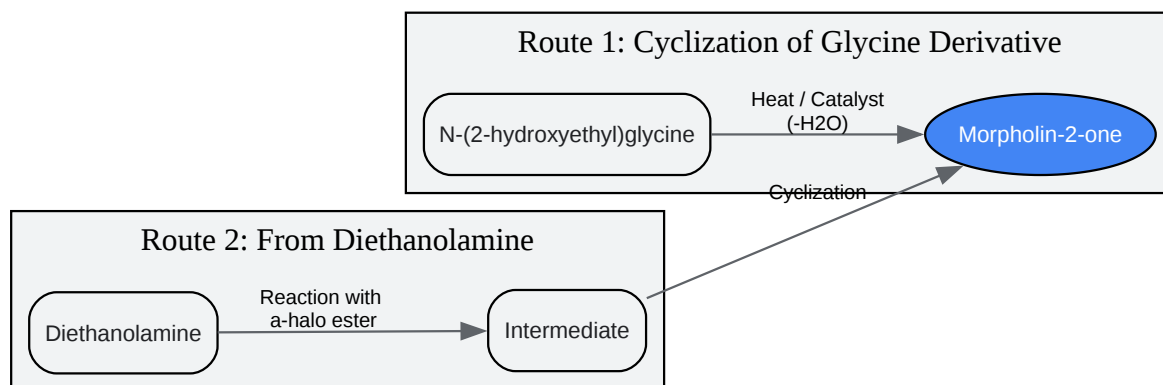 Route 1: Cyclization of Glycine Derivative
N-(2-hydroxyethyl)glycine
Heat / Catalyst
(-H2O)
Morpholin-2-one
Cyclization
Route 2: From Diethanolamine
Diethanolamine
Reaction with
a-halo ester
Intermediate